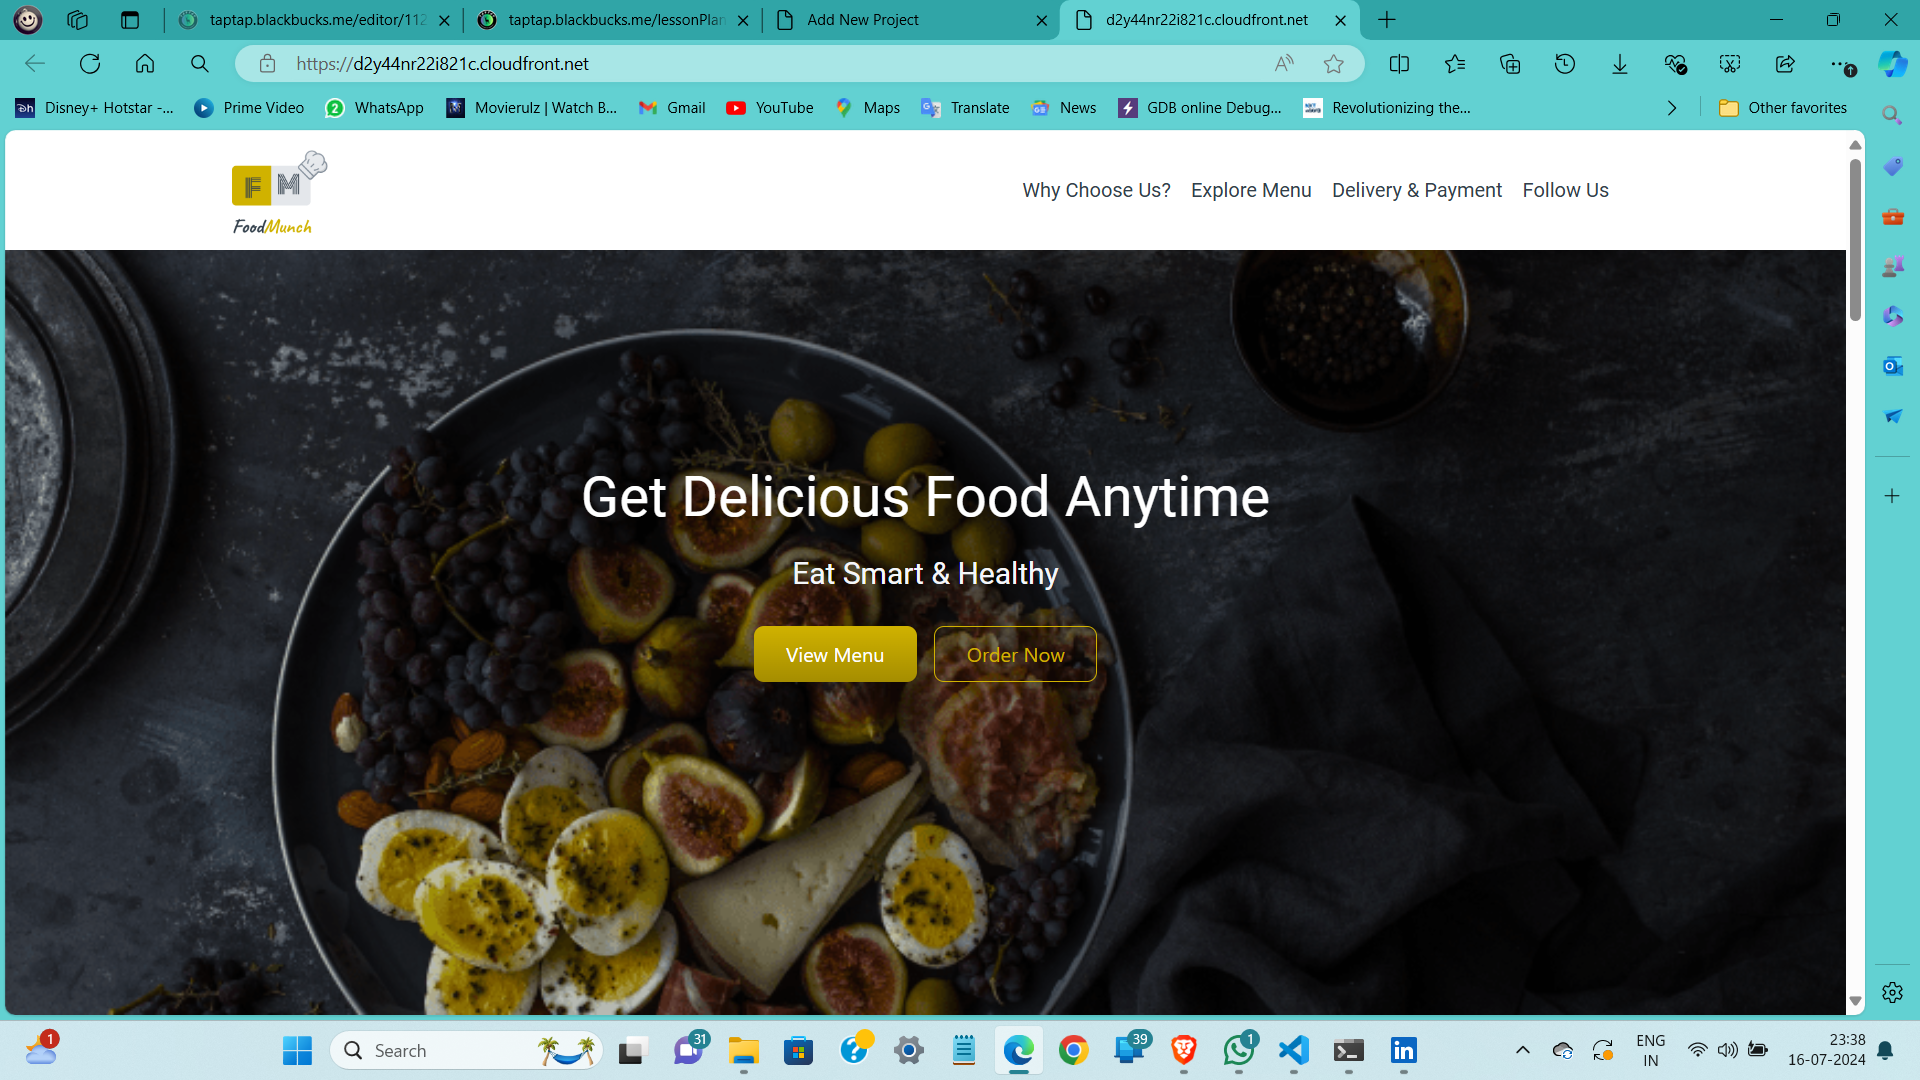 taptap.blackbucks.me/editor/112
taptap.blackbucks.me/lessonPlan
Add New Project
d2y44nr22i821c.cloudfront.net
https://d2y44nr22i821c.cloudfront.net
Disney+ Hotstar -...
Prime Video
WhatsApp
Movierulz | Watch B...
Gmail
YouTube
Maps
Translate
News
GDB online Debug...
Revolutionizing the...
Other favorites
F M
FoodMunch
Why Choose Us?
Explore Menu
Delivery & Payment
Follow Us
Get Delicious Food Anytime
Eat Smart & Healthy
View Menu
Order Now
1
Search
31
39
1
ENG
IN
23:38
16-07-2024